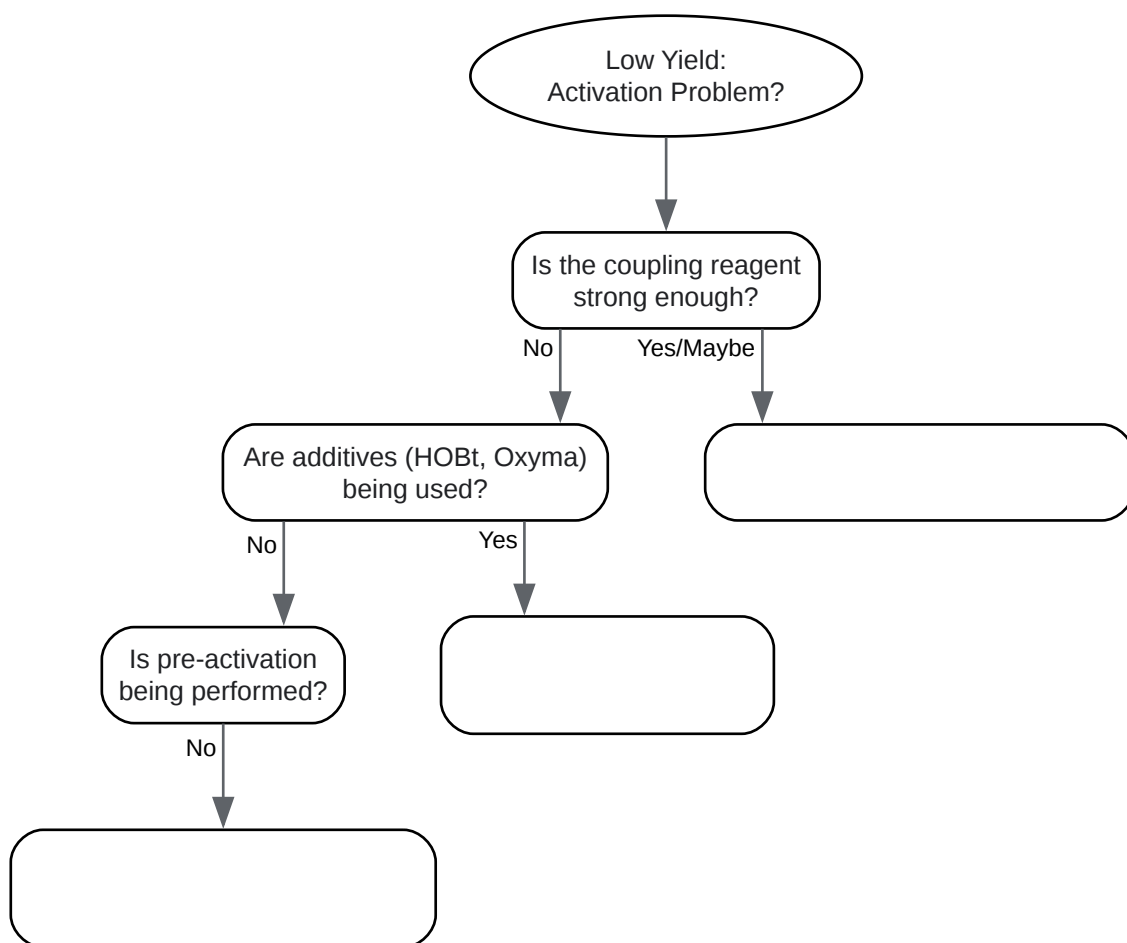 Low Yield:
Activation Problem?
Is the coupling reagent
strong enough?
No
Yes/Maybe
Are additives (HOBt, Oxyma)
being used?
No
Yes
Is pre-activation
being performed?
No